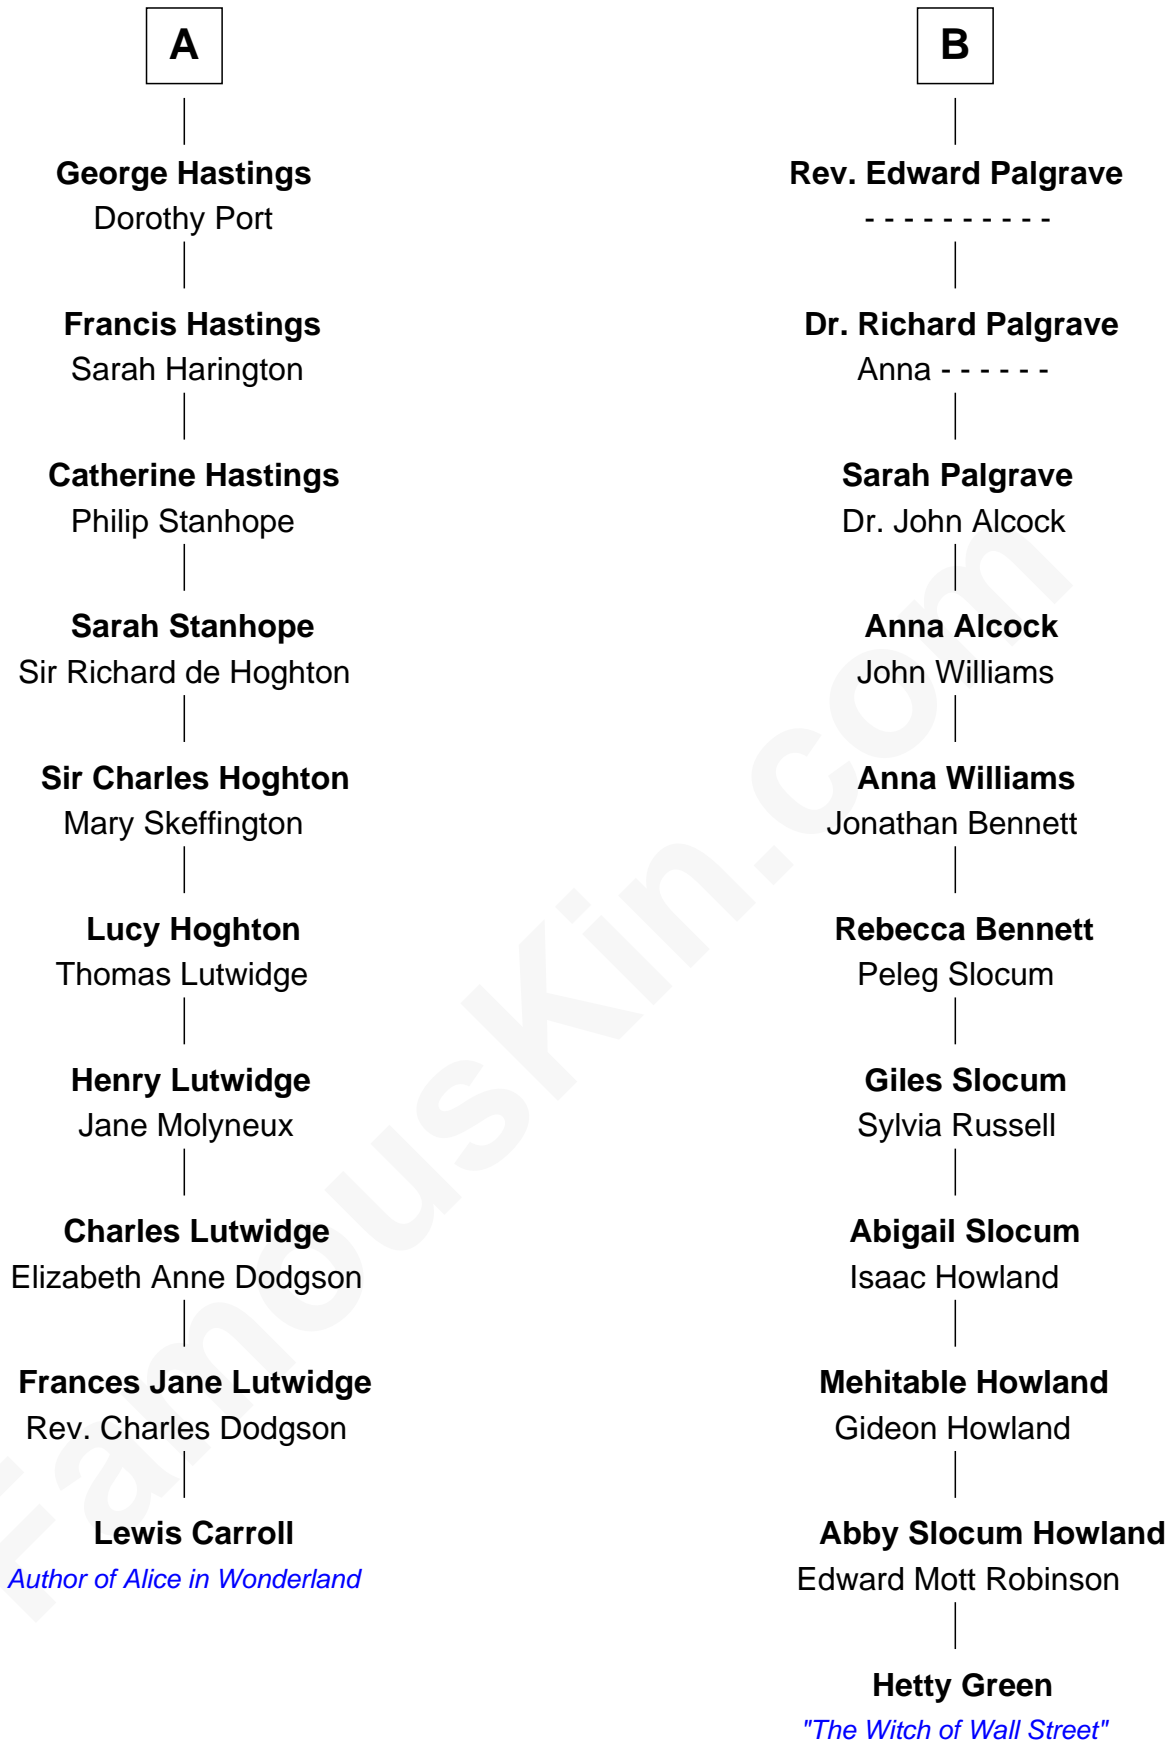 A
George Hastings
Dorothy Port
Francis Hastings
Sarah Harington
Catherine Hastings
Philip Stanhope
Sarah Stanhope
Sir Richard de Hoghton
Sir Charles Hoghton
Mary Skeffington
Lucy Hoghton
Thomas Lutwidge
Henry Lutwidge
Jane Molyneux
Charles Lutwidge
Elizabeth Anne Dodgson
Frances Jane Lutwidge
Rev. Charles Dodgson
Lewis Carroll
Author of Alice in Wonderland
B
Rev. Edward Palgrave
- - - - - - - - - -
Dr. Richard Palgrave
Anna - - - - - -
Sarah Palgrave
Dr. John Alcock
Anna Alcock
John Williams
Anna Williams
Jonathan Bennett
Rebecca Bennett
Peleg Slocum
Giles Slocum
Sylvia Russell
Abigail Slocum
Isaac Howland
Mehitable Howland
Gideon Howland
Abby Slocum Howland
Edward Mott Robinson
Hetty Green
"The Witch of Wall Street"
FamousKin.com